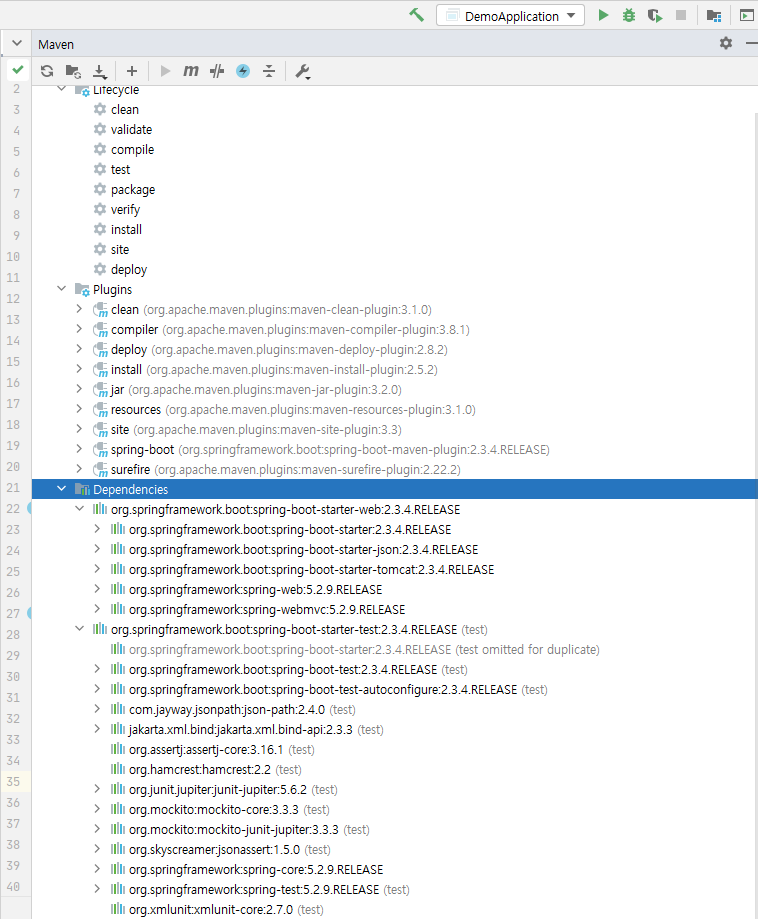 DemoApplication
Maven
m
2 Lifecycle
3 clean
4 validate
5 compile
6 test
7 package
8 verify
9 install
10 site
11 deploy
12 Plugins
13 clean (org.apache.maven.plugins:maven-clean-plugin:3.1.0)
14 compiler (org.apache.maven.plugins:maven-compiler-plugin:3.8.1)
15 deploy (org.apache.maven.plugins:maven-deploy-plugin:2.8.2)
16 install (org.apache.maven.plugins:maven-install-plugin:2.5.2)
17 jar (org.apache.maven.plugins:maven-jar-plugin:3.2.0)
18 resources (org.apache.maven.plugins:maven-resources-plugin:3.1.0)
19 site (org.apache.maven.plugins:maven-site-plugin:3.3)
20 spring-boot (org.springframework.boot:spring-boot-maven-plugin:2.3.4.RELEASE)
surefire (org.apache.maven.plugins:maven-surefire-plugin:2.22.2)
21 Dependencies
22 org.springframework.boot:spring-boot-starter-web:2.3.4.RELEASE
23 org.springframework.boot:spring-boot-starter:2.3.4.RELEASE
24 org.springframework.boot:spring-boot-starter-json:2.3.4.RELEASE
25 org.springframework.boot:spring-boot-starter-tomcat:2.3.4.RELEASE
26 org.springframework:spring-web:5.2.9.RELEASE
27 org.springframework:spring-webmvc:5.2.9.RELEASE
28 org.springframework.boot:spring-boot-starter-test:2.3.4.RELEASE (test)
29 org.springframework.boot:spring-boot-starter:2.3.4.RELEASE (test omitted for duplicate)
30 org.springframework.boot:spring-boot-test:2.3.4.RELEASE (test)
31 org.springframework.boot:spring-boot-test-autoconfigure:2.3.4.RELEASE (test)
32 com.jayway.jsonpath:json-path:2.4.0 (test)
33 jakarta.xml.bind:jakarta.xml.bind-api:2.3.3 (test)
34 org.assertj:assertj-core:3.16.1 (test)
35 org.hamcrest:hamcrest:2.2 (test)
36 org.junit.jupiter:junit-jupiter:5.6.2 (test)
37 org.mockito:mockito-core:3.3.3 (test)
38 org.mockito:mockito-junit-jupiter:3.3.3 (test)
39 org.skyscreamer:jsonassert:1.5.0 (test)
40 org.springframework:spring-core:5.2.9.RELEASE
org.springframework:spring-test:5.2.9.RELEASE (test)
org.xmlunit:xmlunit-core:2.7.0 (test)